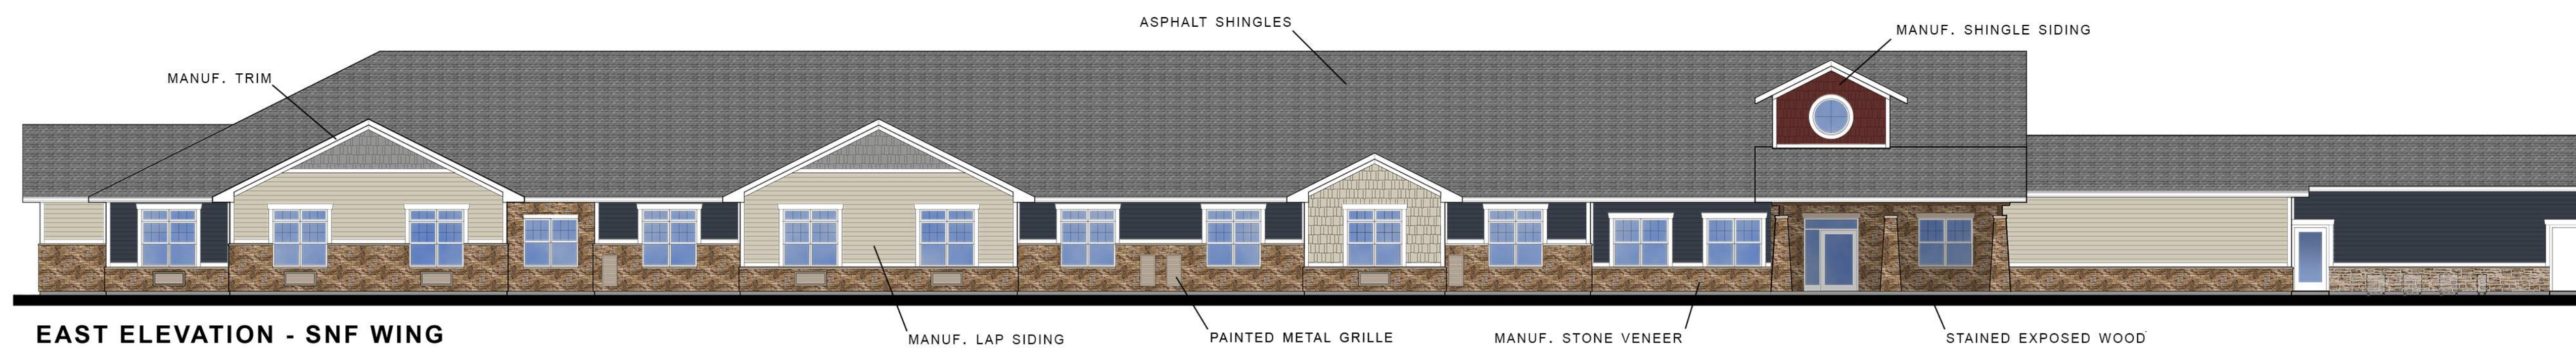 ASPHALT SHINGLES
MANUF. SHINGLE SIDING
MANUF. TRIM
EAST ELEVATION - SNF WING
MANUF. LAP SIDING
PAINTED METAL GRILLE
MANUF. STONE VENEER
STAINED EXPOSED WOOD